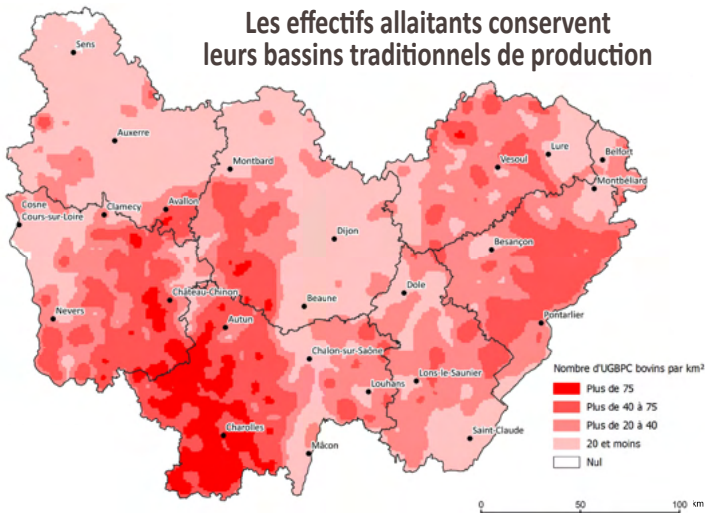 Les effectifs allaitants conservent
leurs bassins traditionnels de production
Sens
Auxerre
Montbard
Vesoul
Lure
Belfort
Montbéliard
Cosne
Cours-sur-Loire
Clamecy
Avallon
Dijon
Besançon
Château-Chinon
Beaune
Dole
Nevers
Autun
Pontarlier
Chalon-sur-Saône
Louhans
Lons-le-Saunier
Charolles
Mâcon
Saint-Claude
Nombre d'UGBPC bovins par km²
Plus de 75
Plus de 40 à 75
Plus de 20 à 40
20 et moins
Nul
0 50 100 km